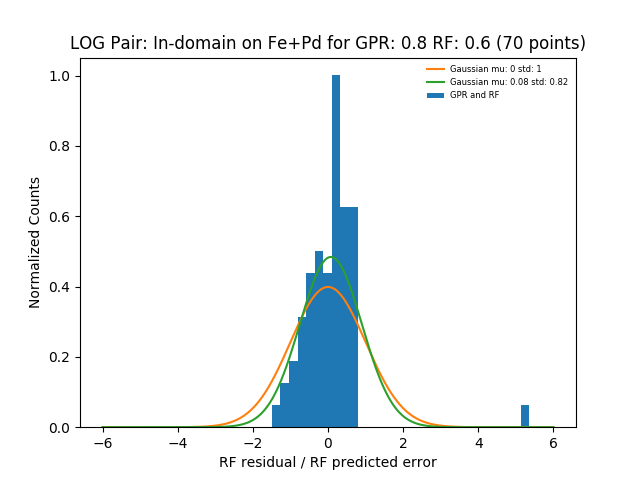 LOG Pair: In-domain on Fe+Pd for GPR: 0.8 RF: 0.6 (70 points)
Gaussian mu: 0 std: 1
Gaussian mu: 0.08 std: 0.82
GPR and RF
Normalized Counts
1.0
0.8
0.6
0.4
0.2
0.0
−6 −4 −2 0 2 4 6
RF residual / RF predicted error